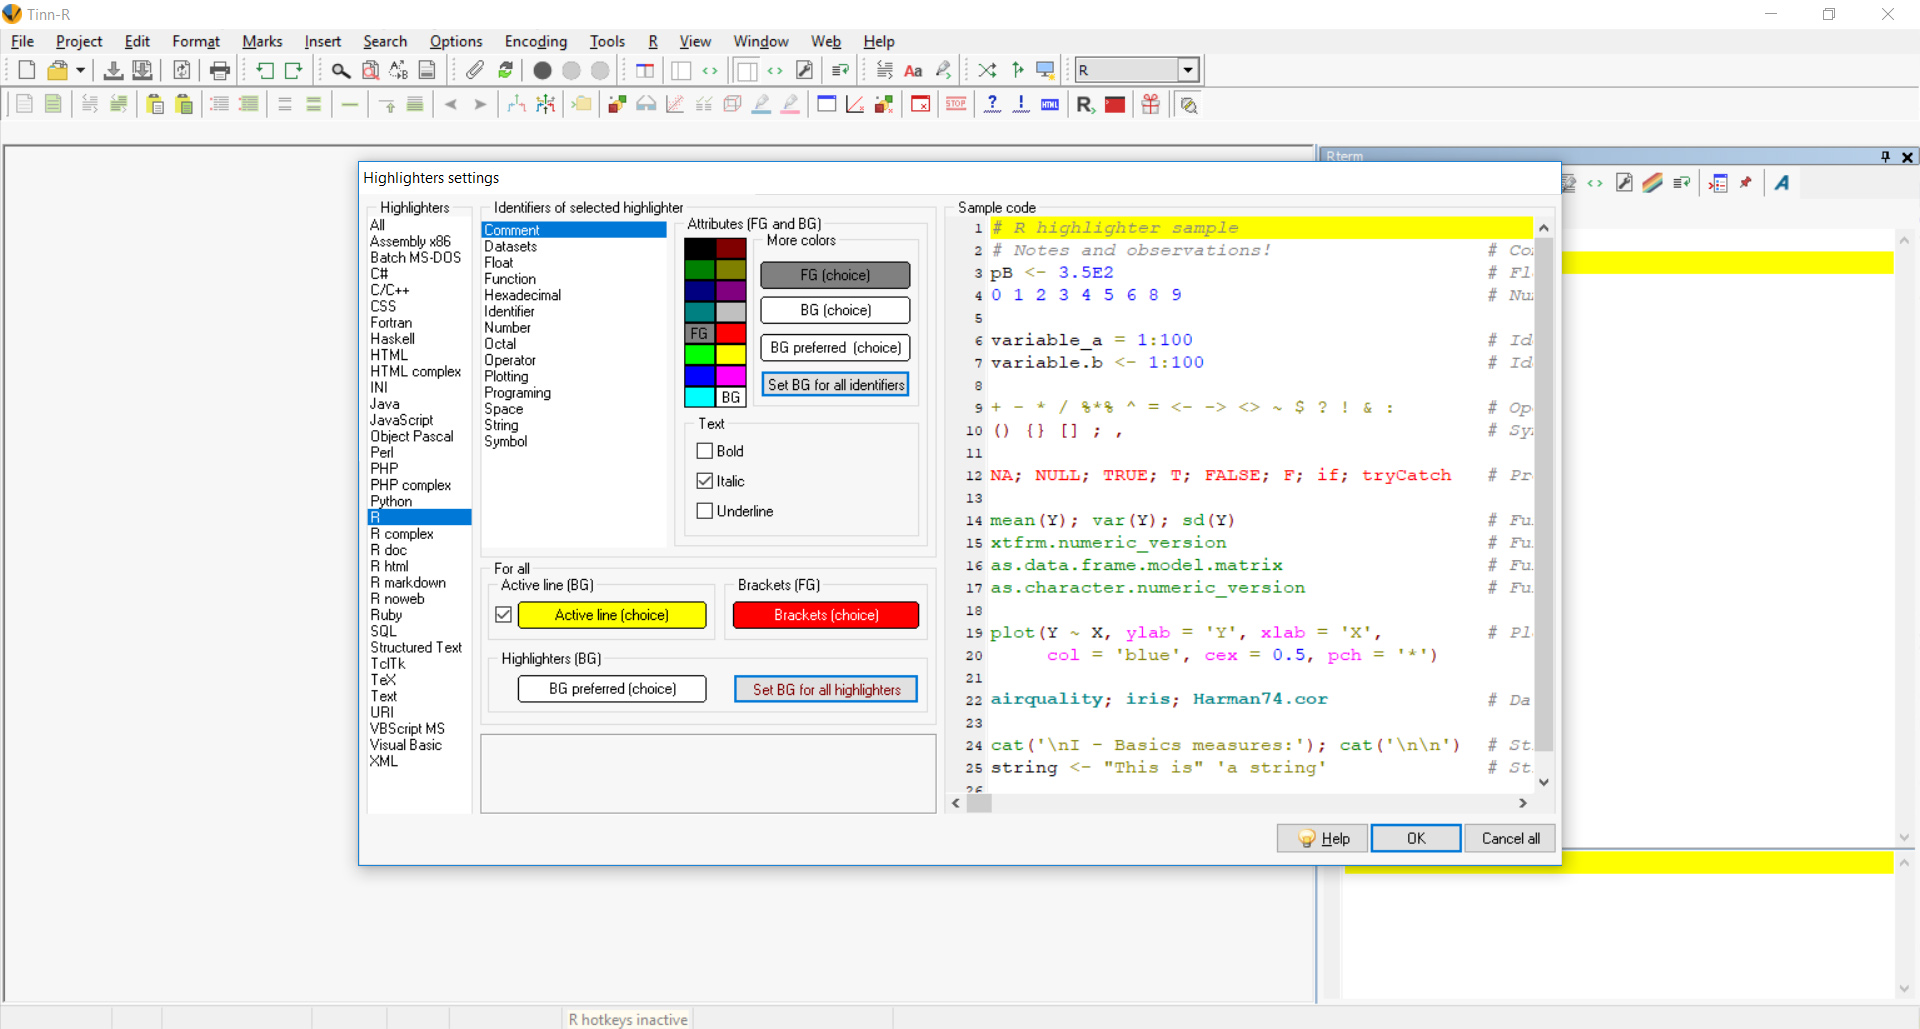 Tinn-R
File Project Edit Format Marks Insert Search Options Encoding Tools R View Window Web Help
R
Rterm
Highlighters settings
Highlighters
All
Assembly x86
Batch MS-DOS
C#
C/C++
CSS
Fortran
Haskell
HTML
HTML complex
INI
Java
JavaScript
Object Pascal
Perl
PHP
PHP complex
Python
R
R complex
R doc
R html
R markdown
R noweb
Ruby
SQL
Structured Text
TclTk
TeX
Text
URI
VBScript MS
Visual Basic
XML
Identifiers of selected highlighter
Comment
Datasets
Float
Function
Hexadecimal
Identifier
Number
Octal
Operator
Plotting
Programing
Space
String
Symbol
Attributes (FG and BG)
FG
BG
More colors
FG (choice)
BG (choice)
BG preferred (choice)
Set BG for all identifiers
Text
Bold
Italic
Underline
For all
Active line (BG)
Active line (choice)
Brackets (FG)
Brackets (choice)
Highlighters (BG)
BG preferred (choice)
Set BG for all highlighters
Sample code
1 # R highlighter sample
2 # Notes and observations! # Co
3 pB <- 3.5E2 # Fl
4 0 1 2 3 4 5 6 8 9 # Nu
5
6 variable_a = 1:100 # Id
7 variable.b <- 1:100 # Id
8
9 + - * / %*% ^ = <- -> <> ~ $ ? ! & : # Op
10 () {} [] ; , # Sy
11
12 NA; NULL; TRUE; T; FALSE; F; if; tryCatch # Pr
13
14 mean(Y); var(Y); sd(Y) # Fu
15 xtfrm.numeric_version # Fu
16 as.data.frame.model.matrix # Fu
17 as.character.numeric_version # Fu
18
19 plot(Y ~ X, ylab = 'Y', xlab = 'X', # Pl
20 col = 'blue', cex = 0.5, pch = '*')
21
22 airquality; iris; Harman74.cor # Da
23
24 cat('\nI - Basics measures:'); cat('\n\n') # St
25 string <- "This is" 'a string' # St
26
Help OK Cancel all
R hotkeys inactive